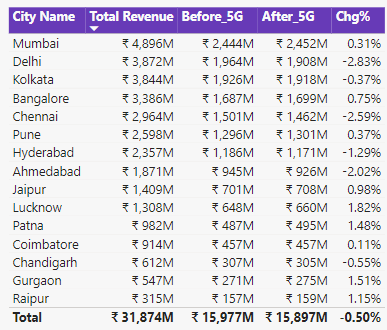 City Name Total Revenue Before_5G After_5G Chg%
Mumbai ₹ 4,896M ₹ 2,444M ₹ 2,452M 0.31%
Delhi ₹ 3,872M ₹ 1,964M ₹ 1,908M -2.83%
Kolkata ₹ 3,844M ₹ 1,926M ₹ 1,918M -0.37%
Bangalore ₹ 3,386M ₹ 1,687M ₹ 1,699M 0.75%
Chennai ₹ 2,964M ₹ 1,501M ₹ 1,462M -2.59%
Pune ₹ 2,598M ₹ 1,296M ₹ 1,301M 0.37%
Hyderabad ₹ 2,357M ₹ 1,186M ₹ 1,171M -1.29%
Ahmedabad ₹ 1,871M ₹ 945M ₹ 926M -2.02%
Jaipur ₹ 1,409M ₹ 701M ₹ 708M 0.98%
Lucknow ₹ 1,308M ₹ 648M ₹ 660M 1.82%
Patna ₹ 982M ₹ 487M ₹ 495M 1.48%
Coimbatore ₹ 914M ₹ 457M ₹ 457M 0.11%
Chandigarh ₹ 612M ₹ 307M ₹ 305M -0.55%
Gurgaon ₹ 547M ₹ 271M ₹ 275M 1.51%
Raipur ₹ 315M ₹ 157M ₹ 159M 1.15%
Total ₹ 31,874M ₹ 15,977M ₹ 15,897M -0.50%